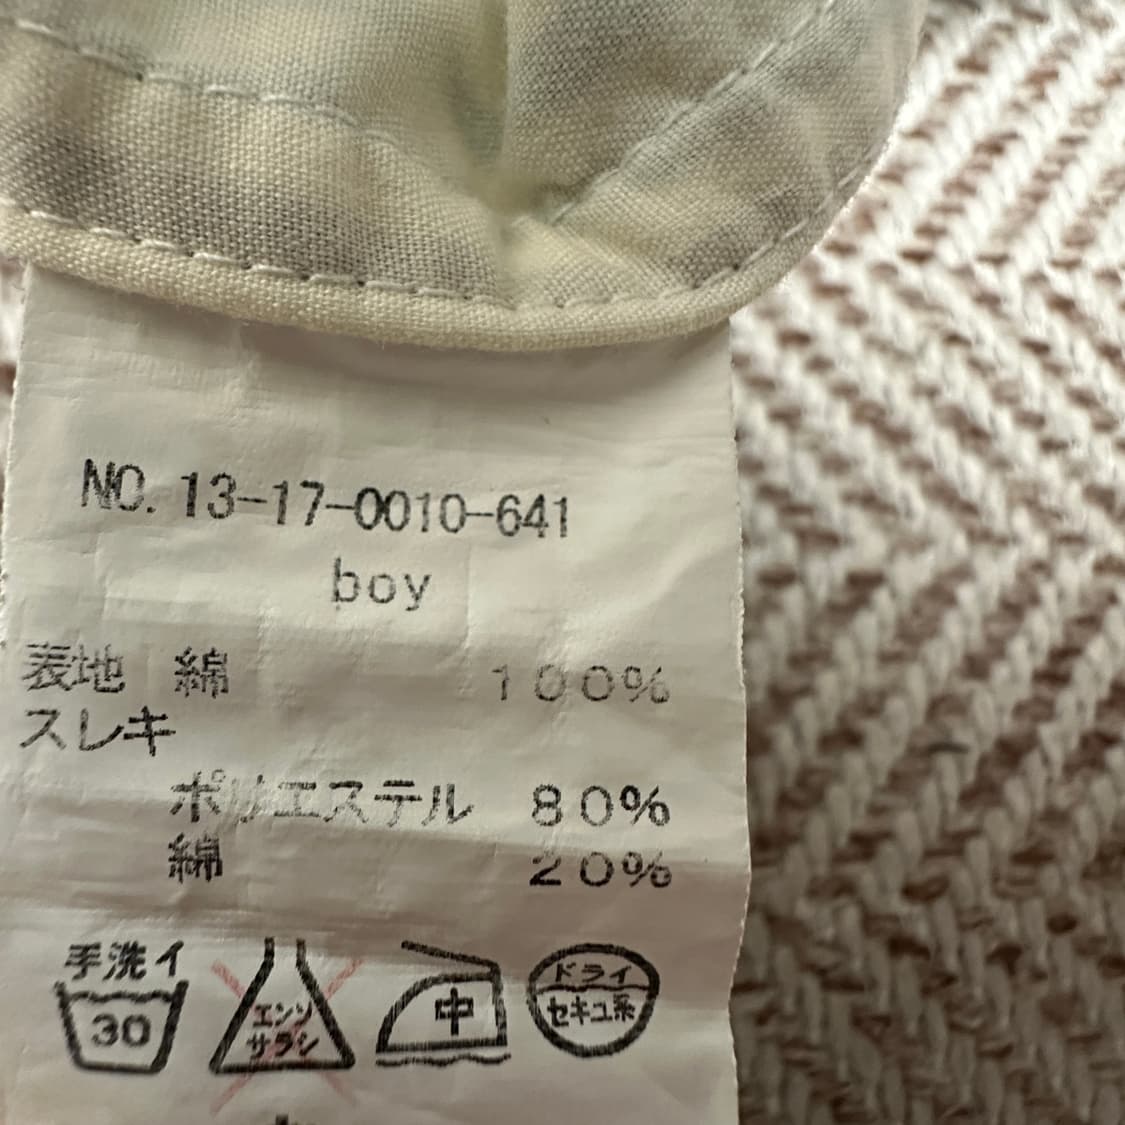 NO. 13-17-0010-641
boy
表地 綿 100%
スレキ
ポリエステル 80%
綿 20%
手洗イ
30
エンソ
サラシ
中
ドライ
セキユ系